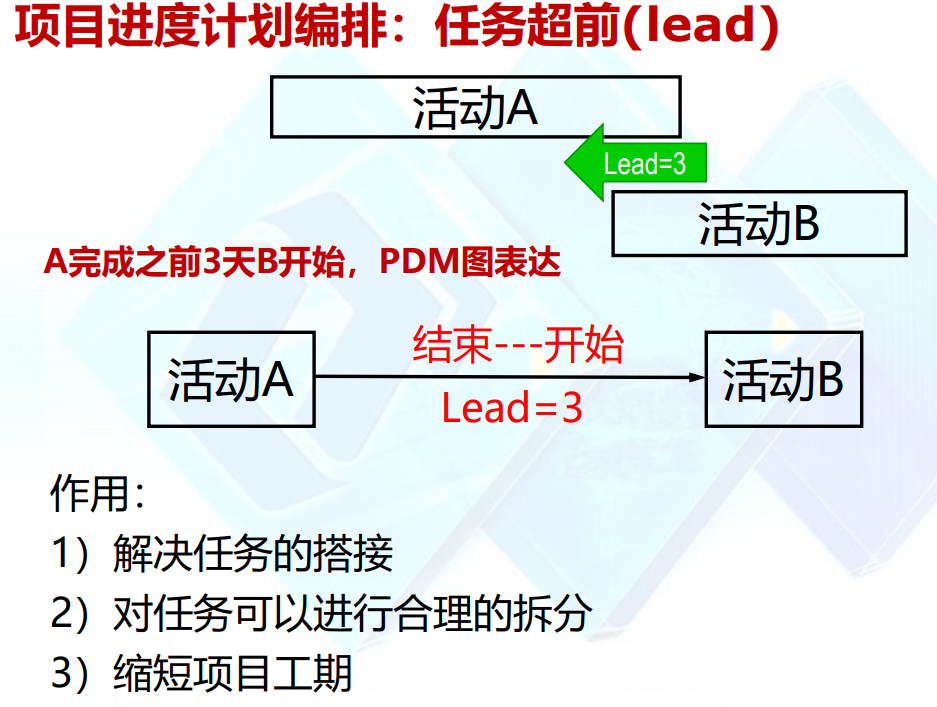 项目进度计划编排：任务超前(lead)
活动A
Lead=3
活动B
A完成之前3天B开始，PDM图表达
结束---开始
活动A
活动B
Lead=3
作用：
1）解决任务的搭接
2）对任务可以进行合理的拆分
3）缩短项目工期